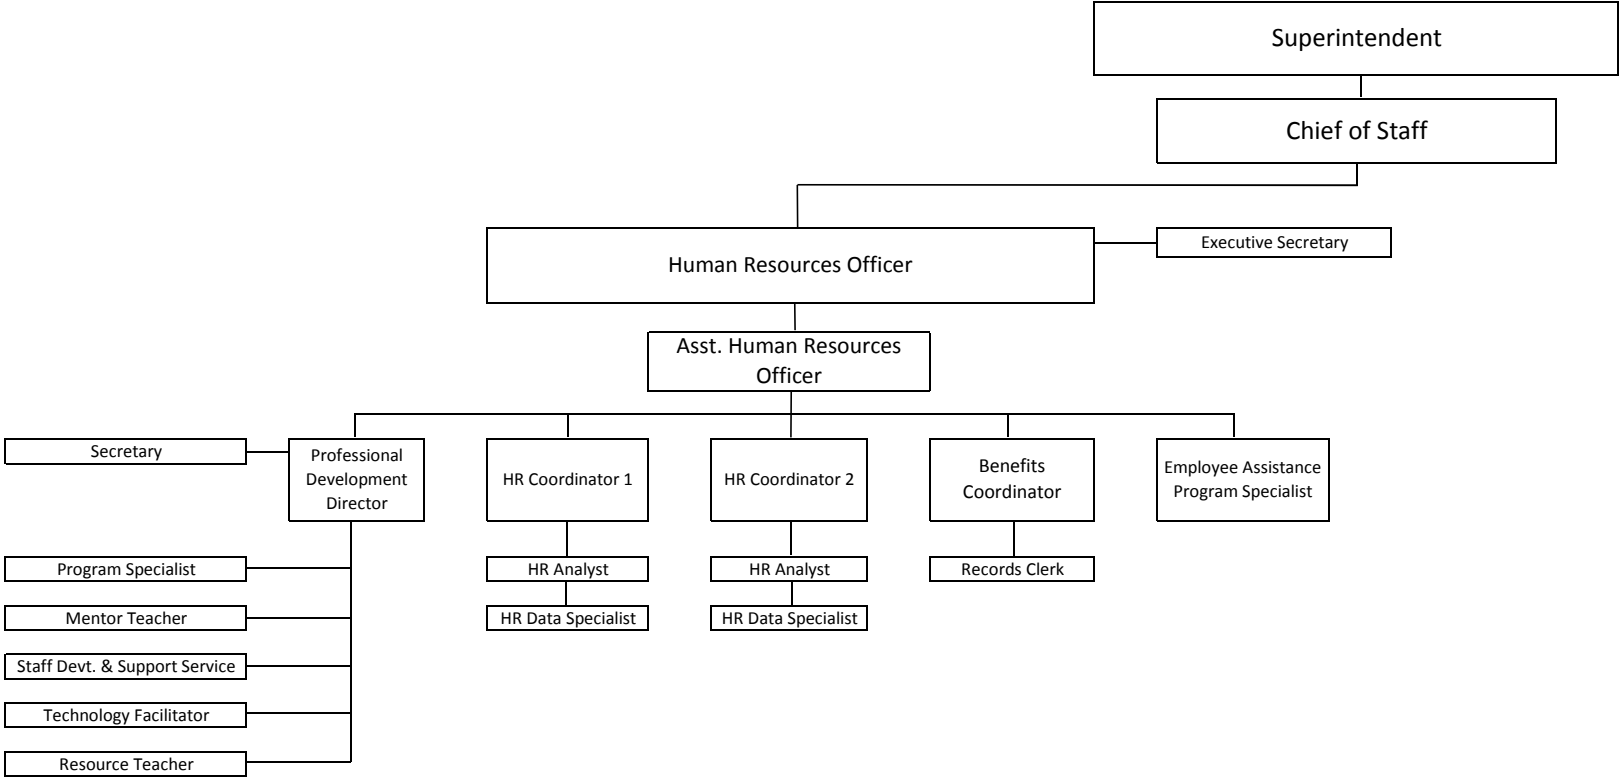 Superintendent
Chief of Staff
Human Resources Officer
Executive Secretary
Asst. Human Resources
Officer
Secretary
Professional
Development
Director
HR Coordinator 1
HR Coordinator 2
Benefits
Coordinator
Employee Assistance
Program Specialist
Program Specialist
HR Analyst
HR Analyst
Records Clerk
Mentor Teacher
HR Data Specialist
HR Data Specialist
Staff Devt. & Support Service
Technology Facilitator
Resource Teacher